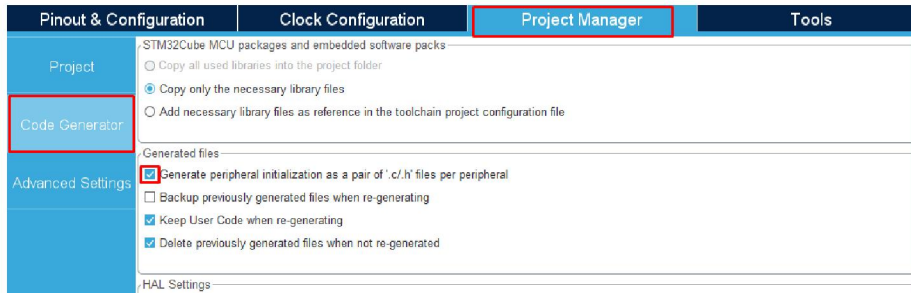 Pinout & Configuration Clock Configuration Project Manager Tools
STM32Cube MCU packages and embedded software packs
Project
Copy all used libraries into the project folder
Copy only the necessary library files
Add necessary library files as reference in the toolchain project configuration file
Code Generator
Generated files
Generate peripheral initialization as a pair of '.c/.h' files per peripheral
Advanced Settings
Backup previously generated files when re-generating
Keep User Code when re-generating
Delete previously generated files when not re-generated
HAL Settings